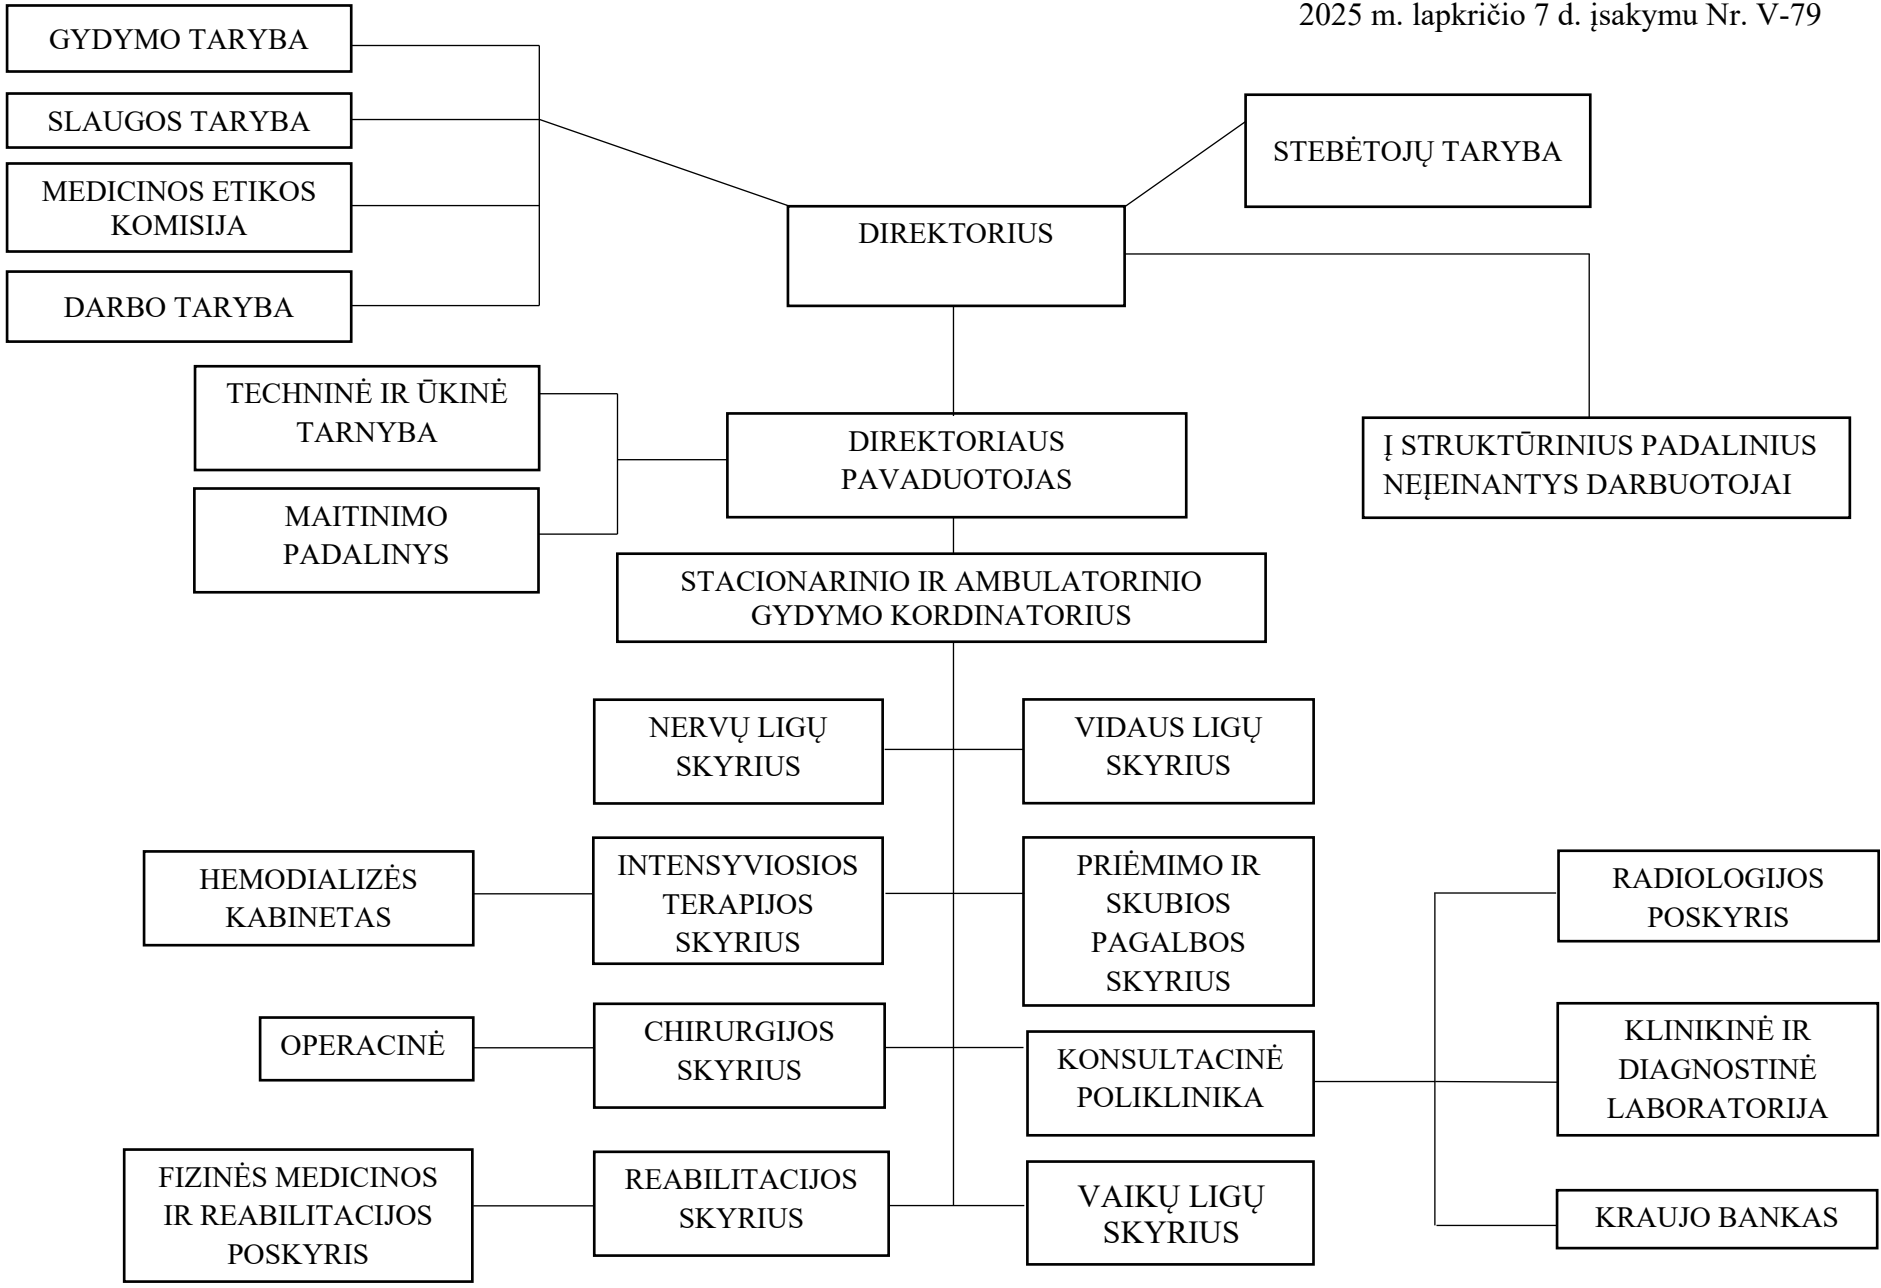 2025 m. lapkričio 7 d. įsakymu Nr. V-79
GYDYMO TARYBA
SLAUGOS TARYBA
STEBĖTOJŲ TARYBA
MEDICINOS ETIKOS
KOMISIJA
DIREKTORIUS
DARBO TARYBA
TECHNINĖ IR ŪKINĖ
TARNYBA
DIREKTORIAUS
PAVADUOTOJAS
Į STRUKTŪRINIUS PADALINIUS
NEĮEINANTYS DARBUOTOJAI
MAITINIMO
PADALINYS
STACIONARINIO IR AMBULATORINIO
GYDYMO KORDINATORIUS
NERVŲ LIGŲ
SKYRIUS
VIDAUS LIGŲ
SKYRIUS
HEMODIALIZĖS
KABINETAS
INTENSYVIOSIOS
TERAPIJOS
SKYRIUS
PRIĖMIMO IR
SKUBIOS
PAGALBOS
SKYRIUS
RADIOLOGIJOS
POSKYRIS
OPERACINĖ
CHIRURGIJOS
SKYRIUS
KONSULTACINĖ
POLIKLINIKA
KLINIKINĖ IR
DIAGNOSTINĖ
LABORATORIJA
FIZINĖS MEDICINOS
IR REABILITACIJOS
POSKYRIS
REABILITACIJOS
SKYRIUS
VAIKŲ LIGŲ
SKYRIUS
KRAUJO BANKAS